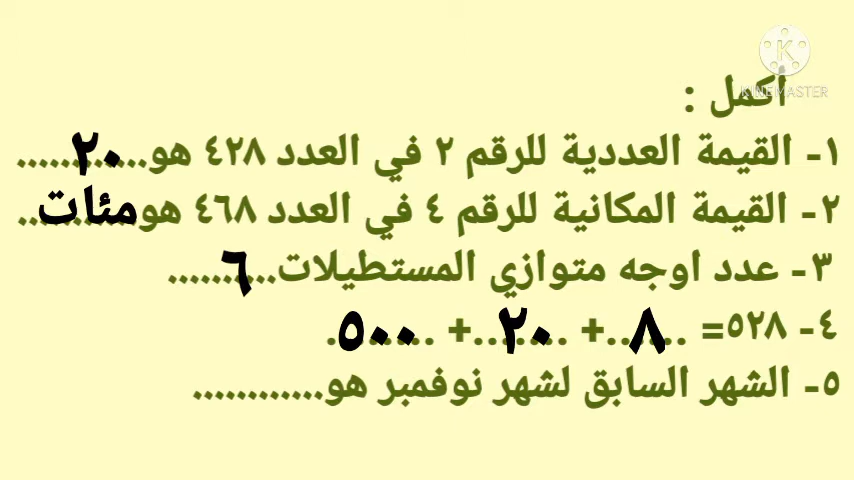 KINEMASTER
أكمل :
١- القيمة العددية للرقم ٢ في العدد ٤٢٨ هو............٢٠
٢- القيمة المكانية للرقم ٤ في العدد ٤٦٨ هو............مئات
٣- عدد اوجه متوازي المستطيلات..........٦
٤- ٥٢٨= ...٨... +...٢٠... +...٥٠٠...
٥- الشهر السابق لشهر نوفمبر هو............